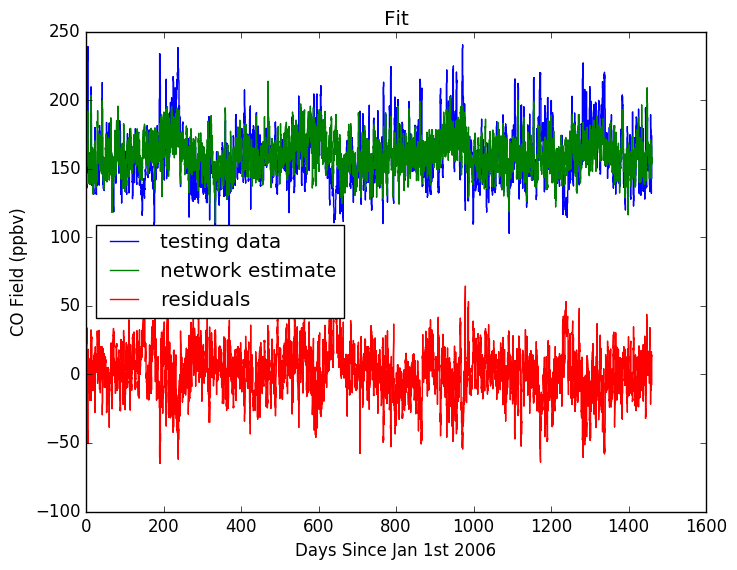 Fit
250
200
150
100
50
0
−50
−100
CO Field (ppbv)
testing data
network estimate
residuals
0 200 400 600 800 1000 1200 1400 1600
Days Since Jan 1st 2006